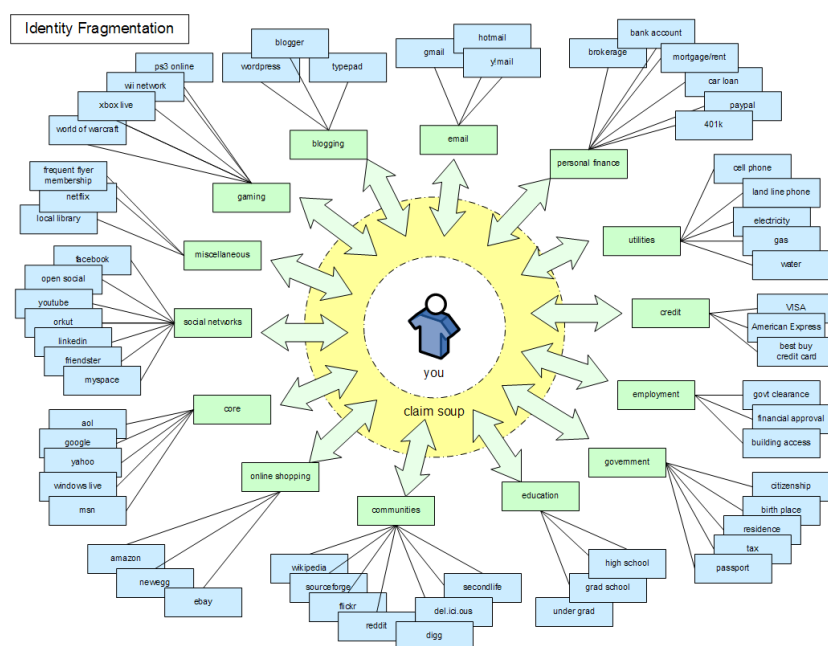 Identity Fragmentation
ps3 online
wii network
xbox live
world of warcraft
gaming
blogger
wordpress
typepad
blogging
hotmail
gmail
y!mail
email
bank account
brokerage
mortgage/rent
car loan
paypal
401k
personal finance
frequent flyer
membership
netflix
local library
miscellaneous
cell phone
land line phone
electricity
gas
water
utilities
facebook
open social
youtube
orkut
linkedin
friendster
myspace
social networks
you
claim soup
credit
VISA
American Express
best buy
credit card
employment
govt clearance
financial approval
building access
core
aol
google
yahoo
windows live
msn
online shopping
amazon
newegg
ebay
communities
wikipedia
sourceforge
flickr
reddit
secondlife
del.ici.ous
digg
education
high school
grad school
under grad
government
citizenship
birth place
residence
tax
passport